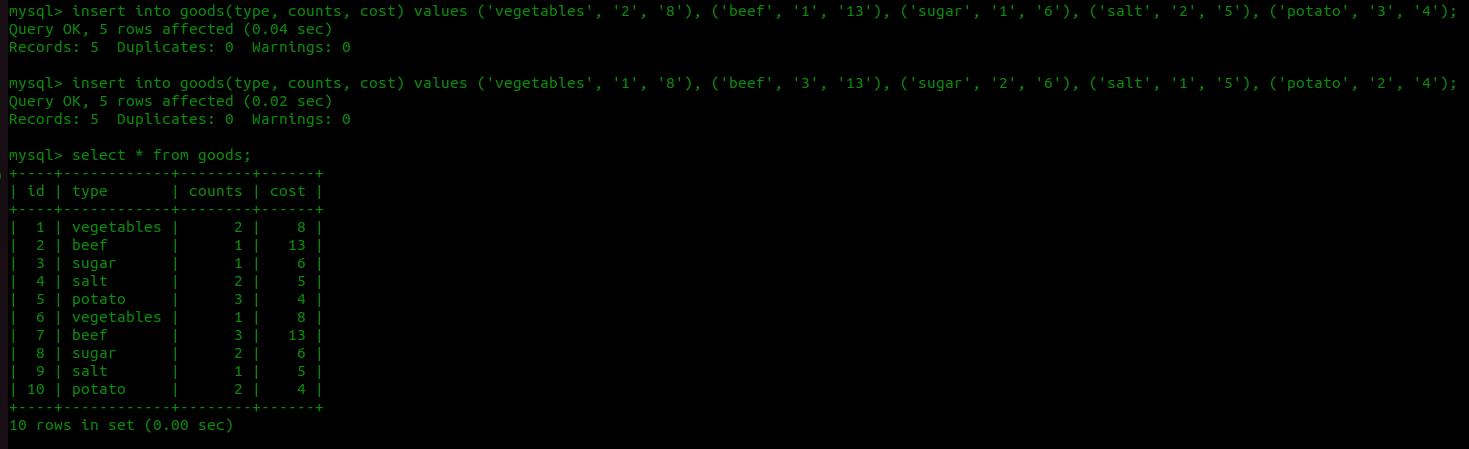 mysql> insert into goods(type, counts, cost) values ('vegetables', '2', '8'), ('beef', '1', '13'), ('sugar', '1', '6'), ('salt', '2', '5'), ('potato', '3', '4');
Query OK, 5 rows affected (0.04 sec)
Records: 5  Duplicates: 0  Warnings: 0

mysql> insert into goods(type, counts, cost) values ('vegetables', '1', '8'), ('beef', '3', '13'), ('sugar', '2', '6'), ('salt', '1', '5'), ('potato', '2', '4');
Query OK, 5 rows affected (0.02 sec)
Records: 5  Duplicates: 0  Warnings: 0

mysql> select * from goods;
+----+------------+--------+------+
| id | type       | counts | cost |
+----+------------+--------+------+
|  1 | vegetables |      2 |    8 |
|  2 | beef       |      1 |   13 |
|  3 | sugar      |      1 |    6 |
|  4 | salt       |      2 |    5 |
|  5 | potato     |      3 |    4 |
|  6 | vegetables |      1 |    8 |
|  7 | beef       |      3 |   13 |
|  8 | sugar      |      2 |    6 |
|  9 | salt       |      1 |    5 |
| 10 | potato     |      2 |    4 |
+----+------------+--------+------+
10 rows in set (0.00 sec)